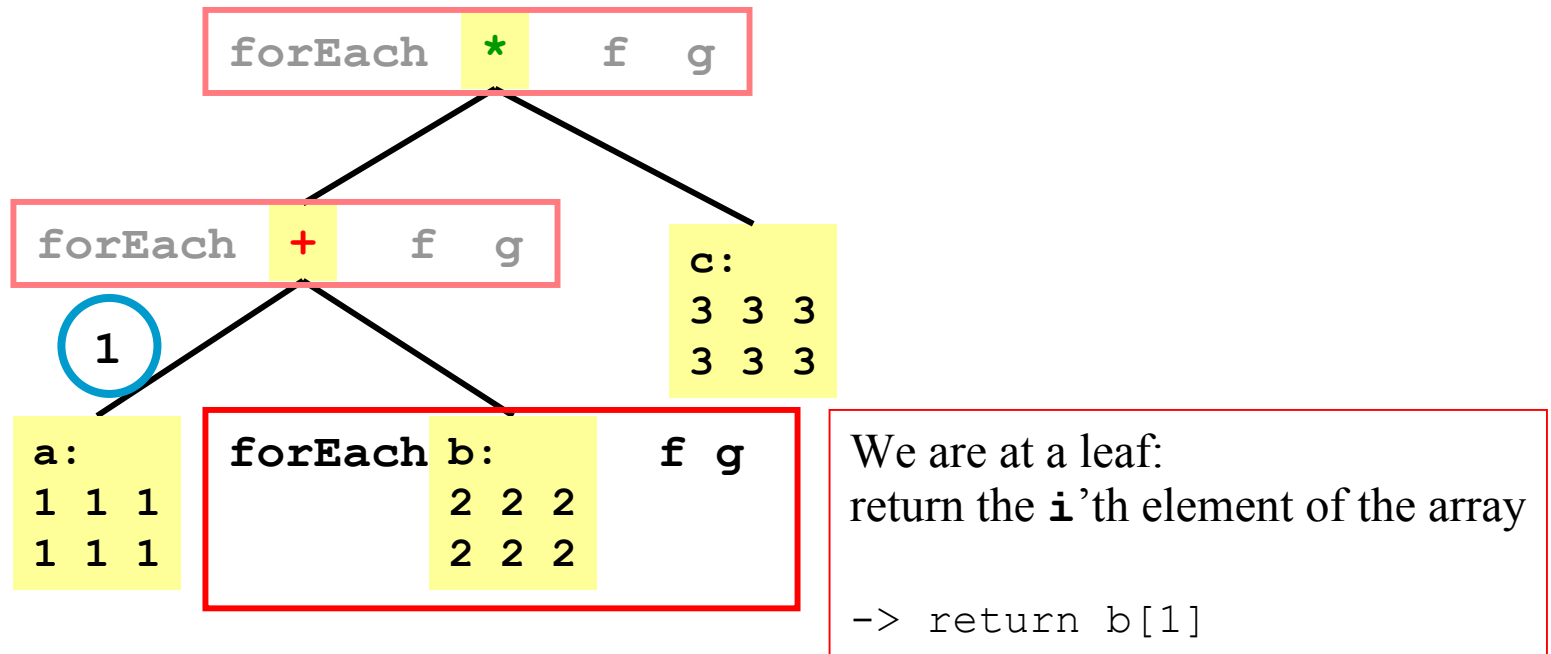 forEach * f g
forEach + f g
c:
3 3 3
3 3 3
1
a:
1 1 1
1 1 1
forEach b: f g
2 2 2
2 2 2
We are at a leaf:
return the i’th element of the array
-> return b[1]